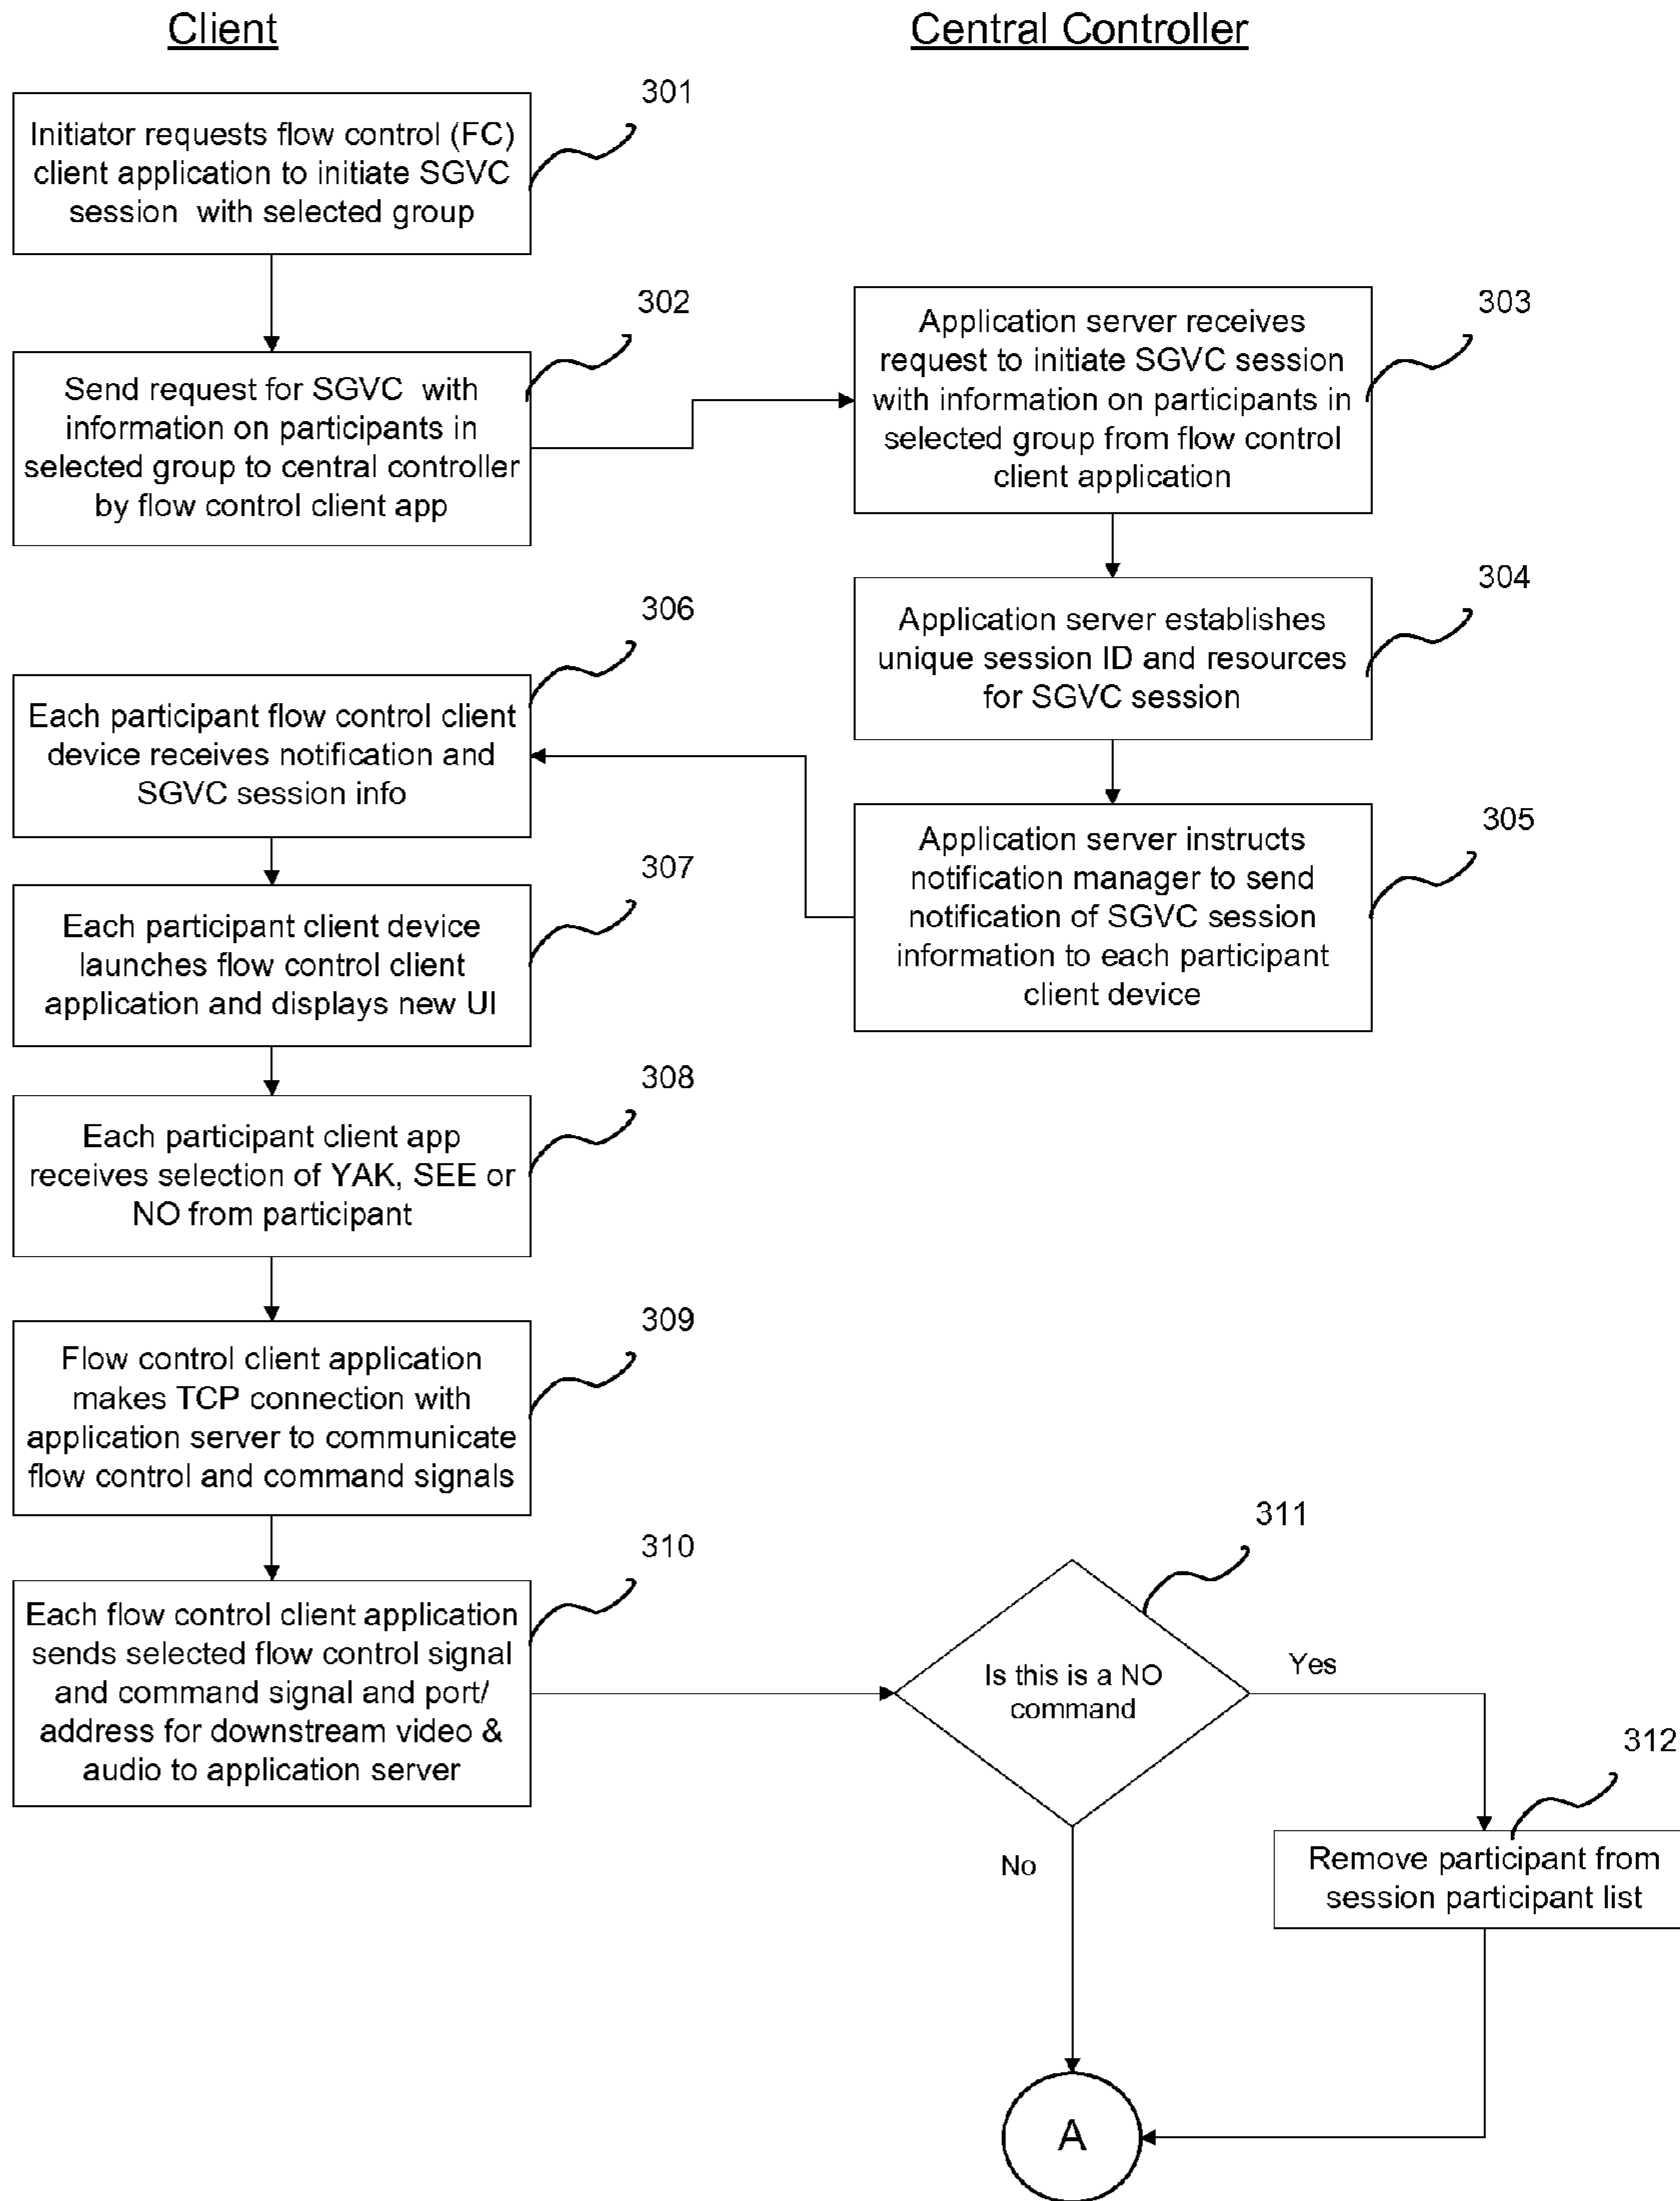 Client
Central Controller
301
Initiator requests flow control (FC)
client application to initiate SGVC
session with selected group
302
Send request for SGVC with
information on participants in
selected group to central controller
by flow control client app
303
Application server receives
request to initiate SGVC session
with information on participants in
selected group from flow control
client application
304
Application server establishes
unique session ID and resources
for SGVC session
305
Application server instructs
notification manager to send
notification of SGVC session
information to each participant
client device
306
Each participant flow control client
device receives notification and
SGVC session info
307
Each participant client device
launches flow control client
application and displays new UI
308
Each participant client app
receives selection of YAK, SEE or
NO from participant
309
Flow control client application
makes TCP connection with
application server to communicate
flow control and command signals
310
Each flow control client application
sends selected flow control signal
and command signal and port/
address for downstream video &
audio to application server
311
Is this is a NO
command
Yes
No
312
Remove participant from
session participant list
A